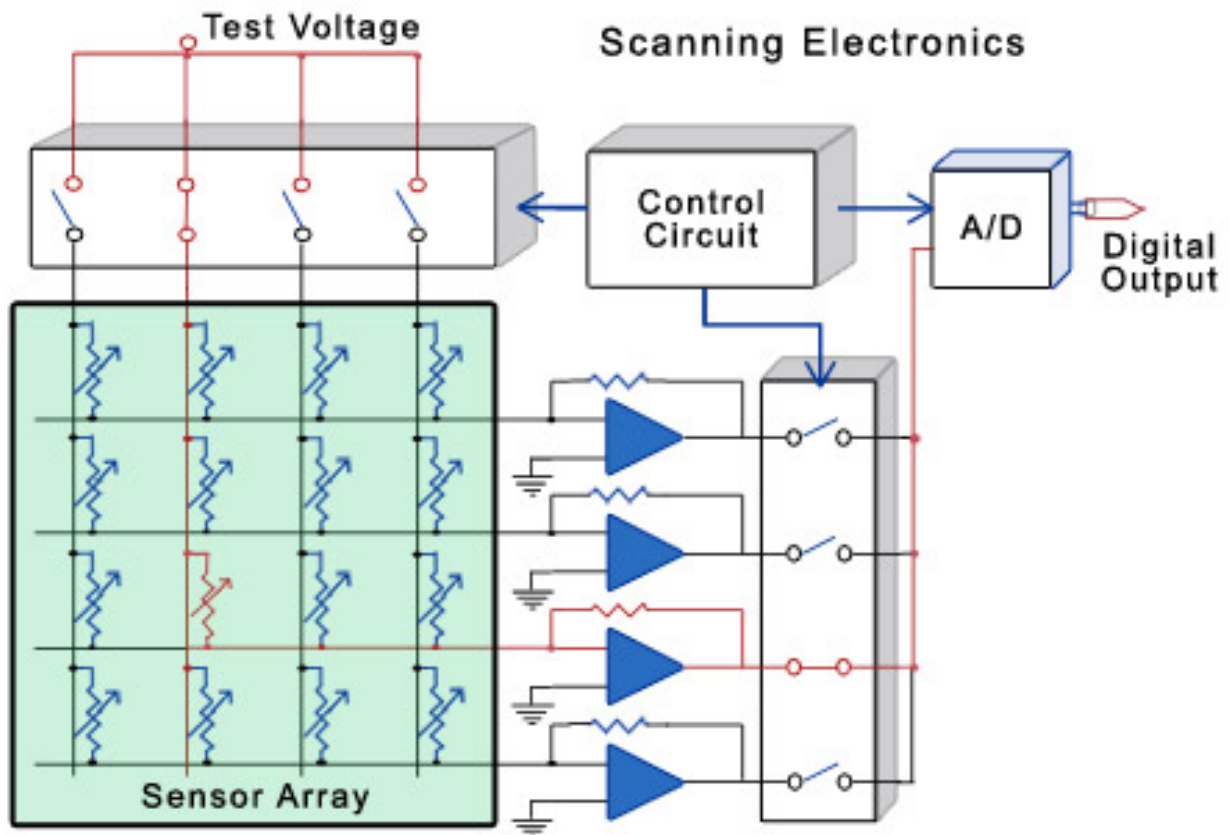 Test Voltage
Scanning Electronics
Control
Circuit
A/D
Digital
Output
Sensor Array